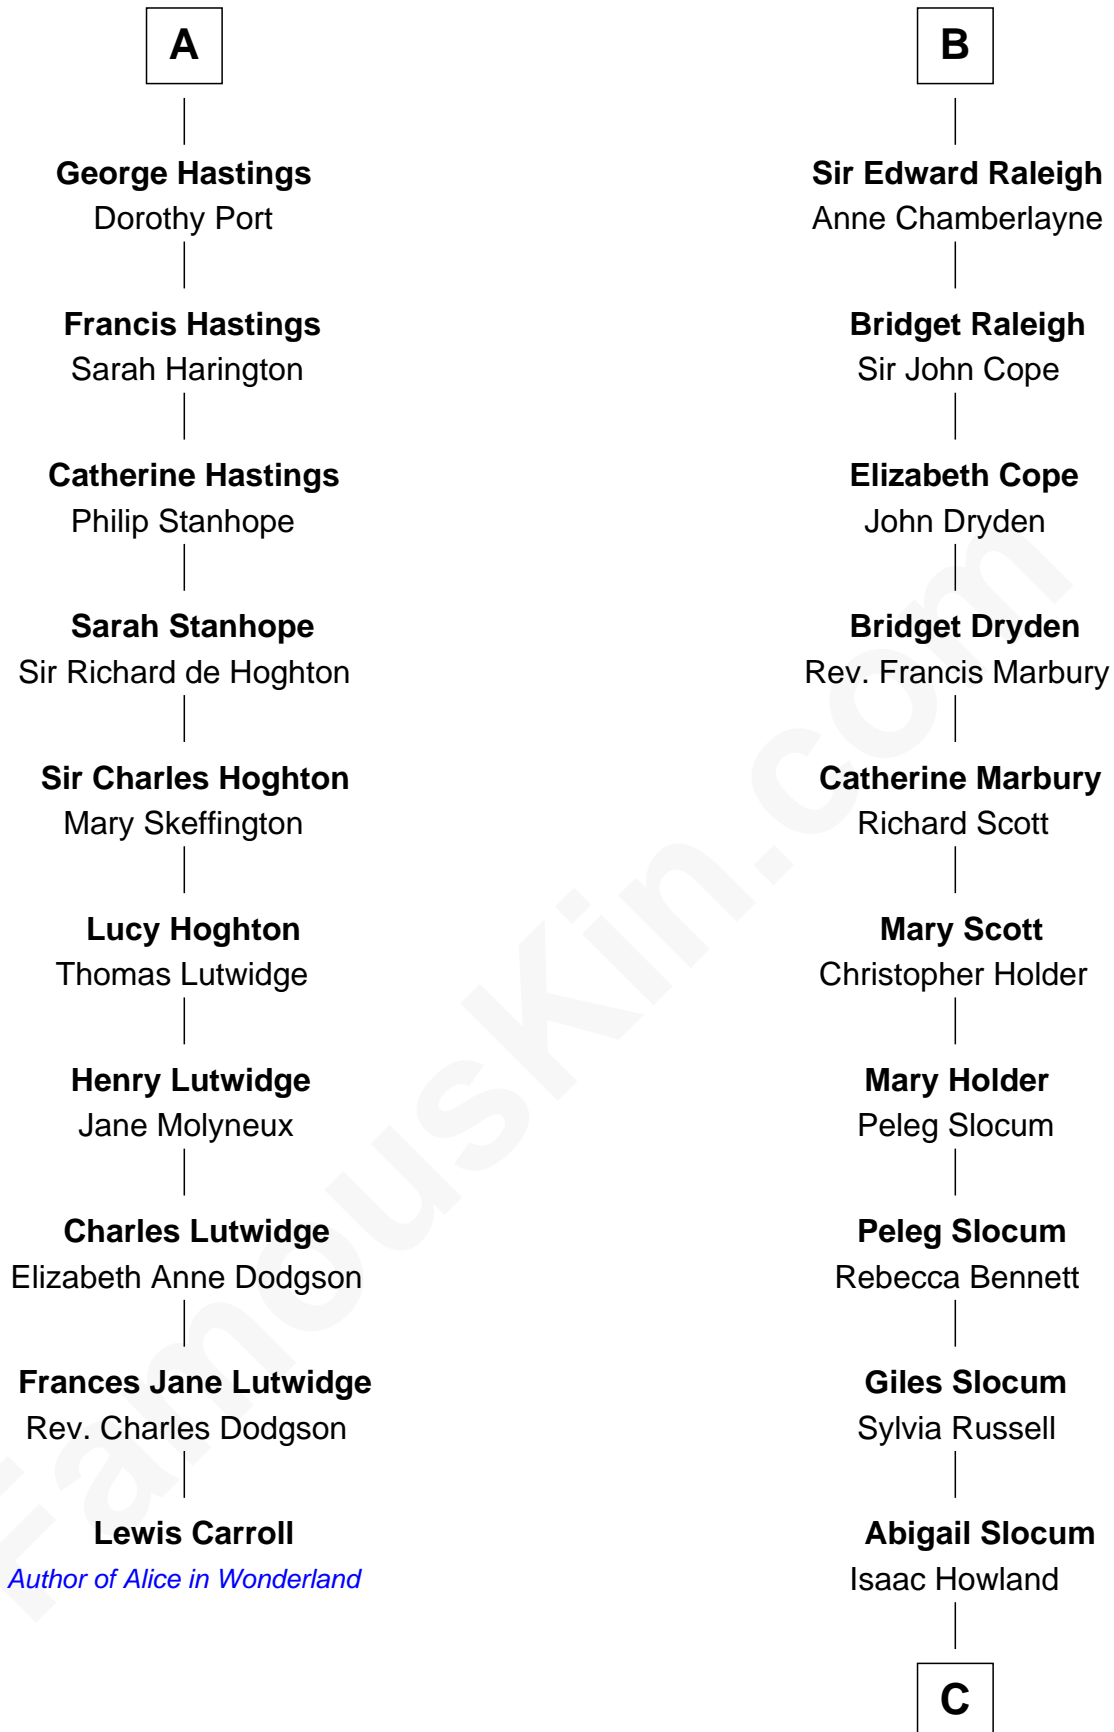 A
George Hastings
Dorothy Port
Francis Hastings
Sarah Harington
Catherine Hastings
Philip Stanhope
Sarah Stanhope
Sir Richard de Hoghton
Sir Charles Hoghton
Mary Skeffington
Lucy Hoghton
Thomas Lutwidge
Henry Lutwidge
Jane Molyneux
Charles Lutwidge
Elizabeth Anne Dodgson
Frances Jane Lutwidge
Rev. Charles Dodgson
Lewis Carroll
Author of Alice in Wonderland
B
Sir Edward Raleigh
Anne Chamberlayne
Bridget Raleigh
Sir John Cope
Elizabeth Cope
John Dryden
Bridget Dryden
Rev. Francis Marbury
Catherine Marbury
Richard Scott
Mary Scott
Christopher Holder
Mary Holder
Peleg Slocum
Peleg Slocum
Rebecca Bennett
Giles Slocum
Sylvia Russell
Abigail Slocum
Isaac Howland
C
FamousKin.com